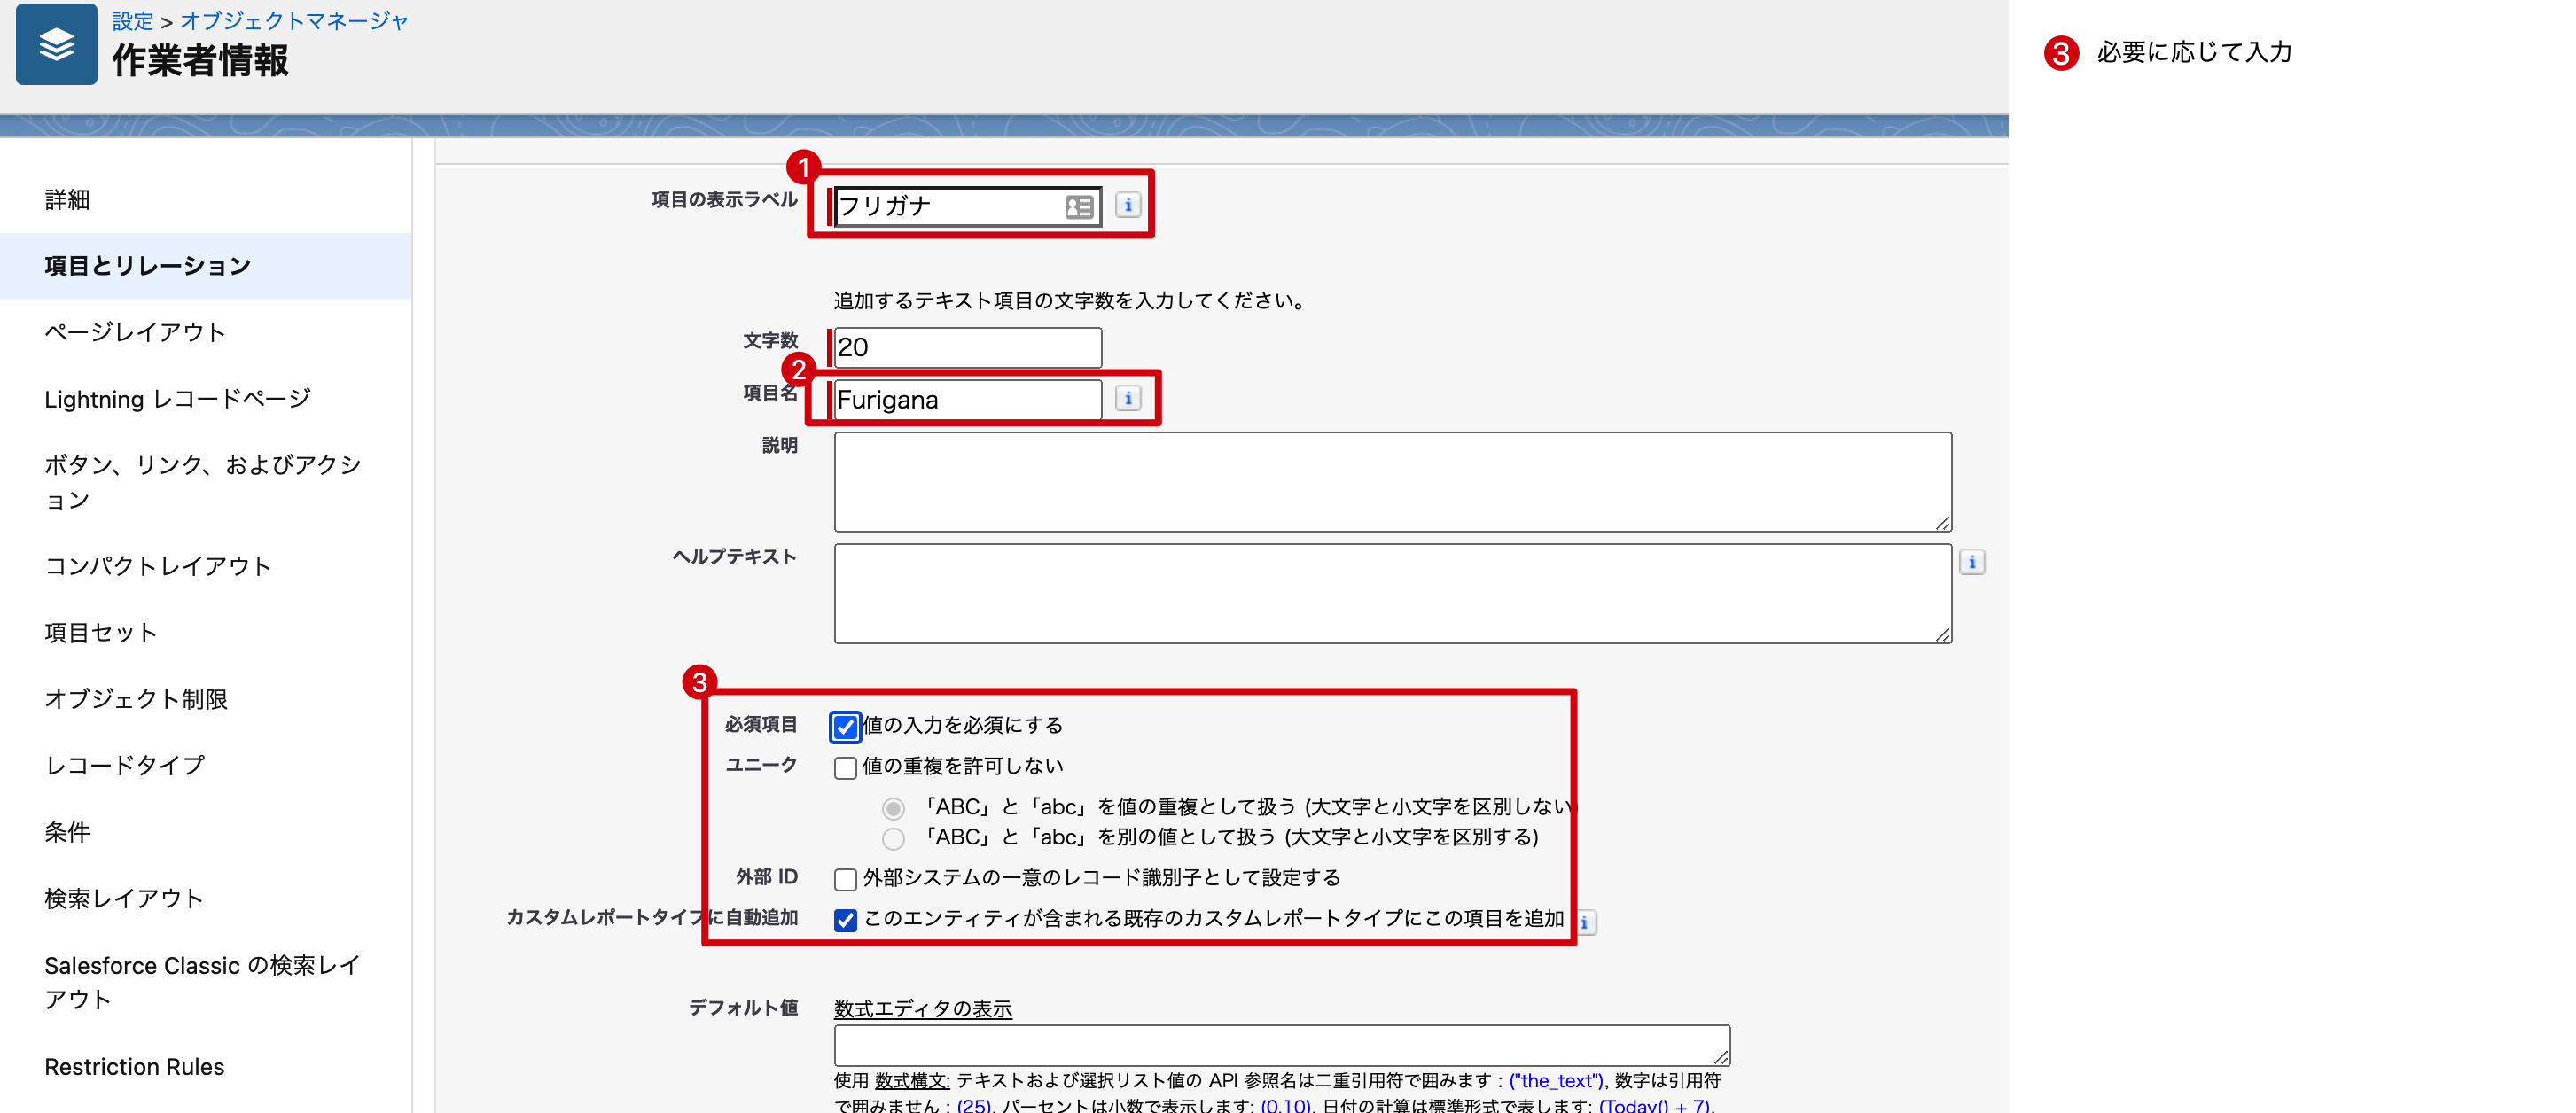 設定 > オブジェクトマネージャ
作業者情報
3 必要に応じて入力
詳細
項目とリレーション
ページレイアウト
Lightning レコードページ
ボタン、リンク、およびアクシ
ョン
コンパクトレイアウト
項目セット
オブジェクト制限
レコードタイプ
条件
検索レイアウト
Salesforce Classic の検索レイ
アウト
Restriction Rules
1
項目の表示ラベル フリガナ
追加するテキスト項目の文字数を入力してください。
文字数 20
2
項目名 Furigana
説明
ヘルプテキスト
3
必須項目 値の入力を必須にする
ユニーク 値の重複を許可しない
「ABC」と「abc」を値の重複として扱う (大文字と小文字を区別しない)
「ABC」と「abc」を別の値として扱う (大文字と小文字を区別する)
外部 ID 外部システムの一意のレコード識別子として設定する
カスタムレポートタイプに自動追加 このエンティティが含まれる既存のカスタムレポートタイプにこの項目を追加
デフォルト値 数式エディタの表示
使用 数式構文: テキストおよび選択リスト値の API 参照名は二重引用符で囲みます : ("the_text"), 数字は引用符
で囲みません : (25), パーセントは小数で表示します: (0.10), 日付の計算は標準形式で表します: (Today() + 7),